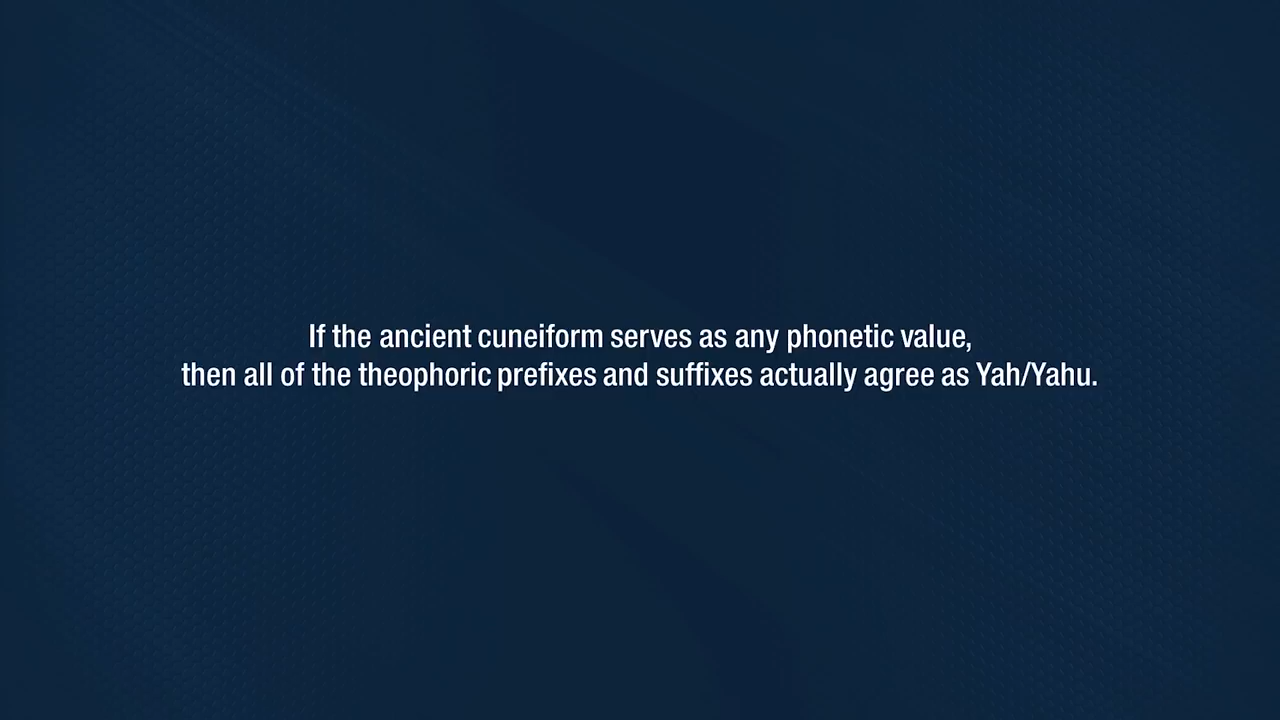 If the ancient cuneiform serves as any phonetic value,
then all of the theophoric prefixes and suffixes actually agree as Yah/Yahu.